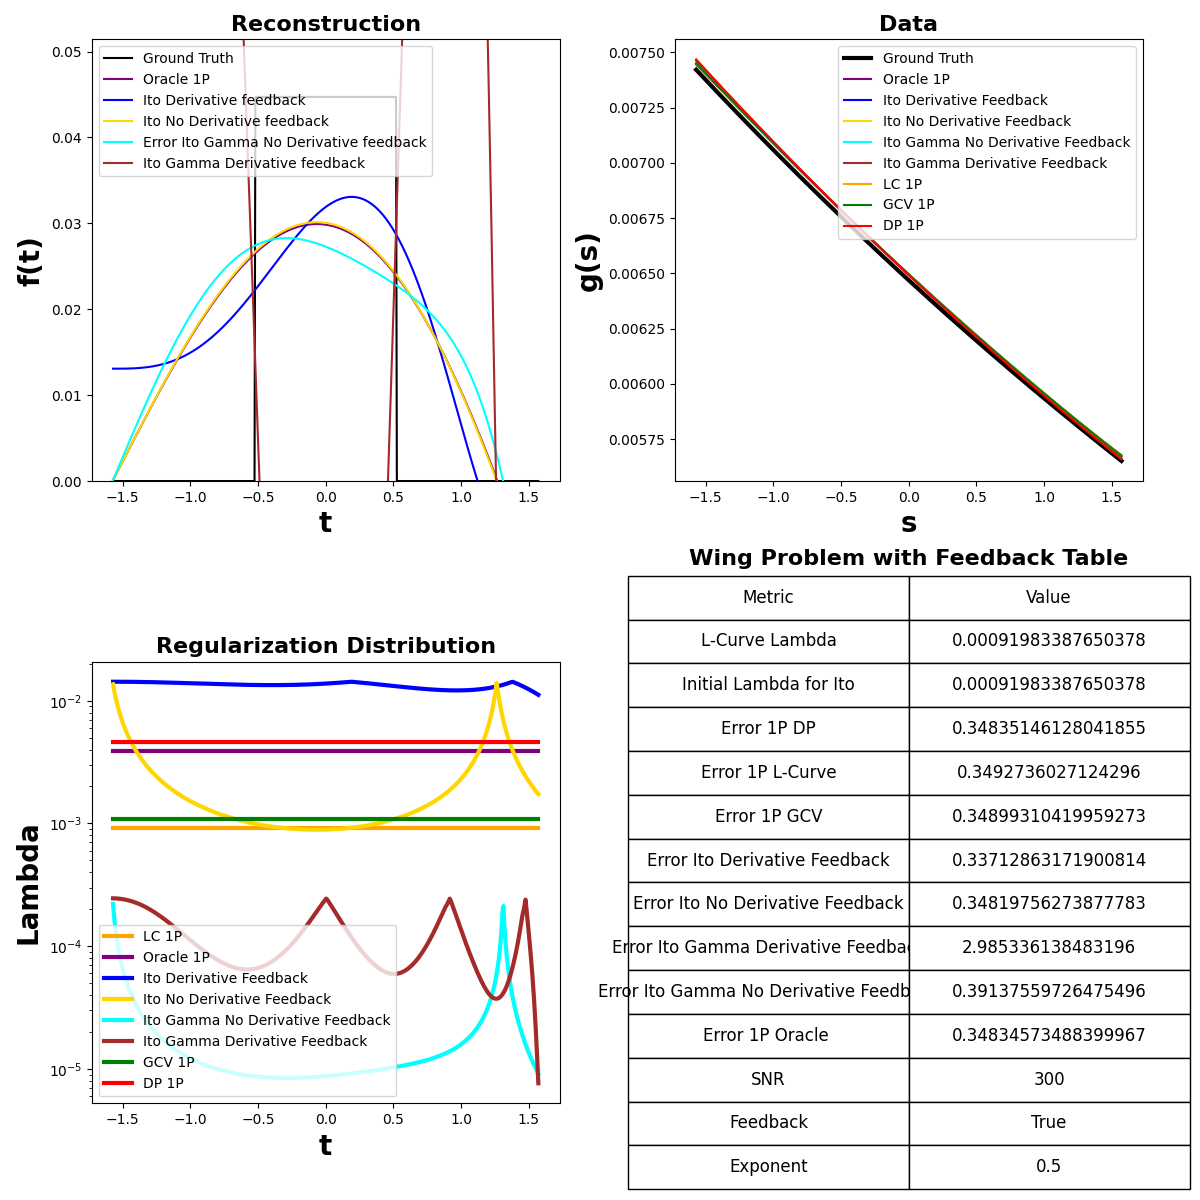 Reconstruction
f(t)
0.05
0.04
0.03
0.02
0.01
0.00
Ground Truth
Oracle 1P
Ito Derivative feedback
Ito No Derivative feedback
Error Ito Gamma No Derivative feedback
Ito Gamma Derivative feedback
−1.5 −1.0 −0.5 0.0 0.5 1.0 1.5
t
Data
g(s)
0.00750
0.00725
0.00700
0.00675
0.00650
0.00625
0.00600
0.00575
Ground Truth
Oracle 1P
Ito Derivative Feedback
Ito No Derivative Feedback
Ito Gamma No Derivative Feedback
Ito Gamma Derivative Feedback
LC 1P
GCV 1P
DP 1P
−1.5 −1.0 −0.5 0.0 0.5 1.0 1.5
s
Regularization Distribution
Lambda
10⁻²
10⁻³
10⁻⁴
10⁻⁵
LC 1P
Oracle 1P
Ito Derivative Feedback
Ito No Derivative Feedback
Ito Gamma No Derivative Feedback
Ito Gamma Derivative Feedback
GCV 1P
DP 1P
−1.5 −1.0 −0.5 0.0 0.5 1.0 1.5
t
Wing Problem with Feedback Table
Metric Value
L-Curve Lambda 0.00091983387650378
Initial Lambda for Ito 0.00091983387650378
Error 1P DP 0.34835146128041855
Error 1P L-Curve 0.3492736027124296
Error 1P GCV 0.34899310419959273
Error Ito Derivative Feedback 0.33712863171900814
Error Ito No Derivative Feedback 0.34819756273877783
Error Ito Gamma Derivative Feedbac 2.985336138483196
Error Ito Gamma No Derivative Feedb 0.39137559726475496
Error 1P Oracle 0.34834573488399967
SNR 300
Feedback True
Exponent 0.5